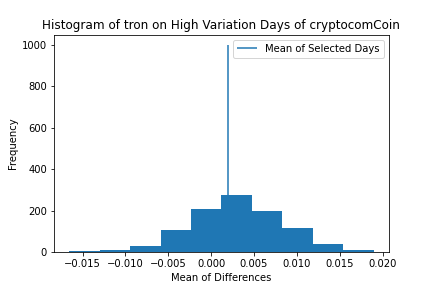 Histogram of tron on High Variation Days of cryptocomCoin
Mean of Selected Days
Frequency
1000
800
600
400
200
0
−0.015 −0.010 −0.005 0.000 0.005 0.010 0.015 0.020
Mean of Differences